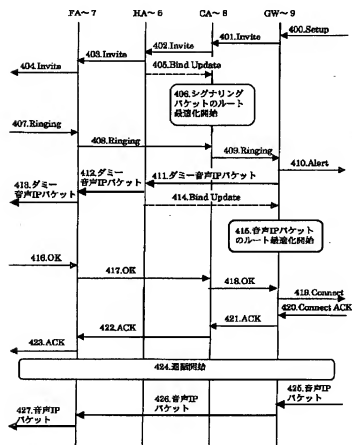 FA~7 HA~6 CA~8 GW~9
400.Setup
401.Invite
402.Invite
403.Invite
404.Invite
405.Bind Update
406.シグナリング
パケットのルート
最適化開始
407.Ringing
408.Ringing
409.Ringing
410.Alert
411.ダミー音声IPパケット
412.ダミー
音声IPパケット
413.ダミー
音声IPパケット
414.Bind Update
415.音声IPパケット
のルート最適化開始
416.OK
417.OK
418.OK
419.Connect
420.Connect ACK
421.ACK
422.ACK
423.ACK
424.通話開始
425.音声IP
パケット
426.音声IP
パケット
427.音声IP
パケット